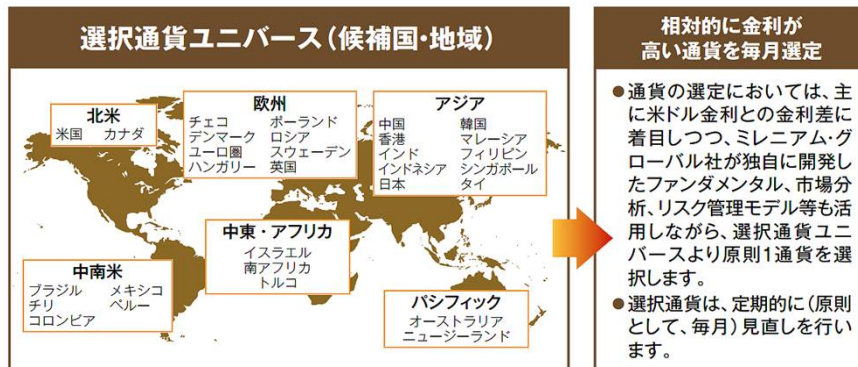 選択通貨ユニバース(候補国・地域)
北米
米国 カナダ
欧州
チェコ ポーランド
デンマーク ロシア
ユーロ圏 スウェーデン
ハンガリー 英国
アジア
中国 韓国
香港 マレーシア
インド フィリピン
インドネシア シンガポール
日本 タイ
中東・アフリカ
イスラエル
南アフリカ
トルコ
中南米
ブラジル メキシコ
チリ ペルー
コロンビア
パシフィック
オーストラリア
ニュージーランド
相対的に金利が
高い通貨を毎月選定
●通貨の選定においては、主
に米ドル金利との金利差に
着目しつつ、ミレニアム・グ
ローバル社が独自に開発し
たファンダメンタル、市場分
析、リスク管理モデル等も活
用しながら、選択通貨ユニ
バースより原則1通貨を選
択します。
●選択通貨は、定期的に(原則
として、毎月)見直しを行い
ます。